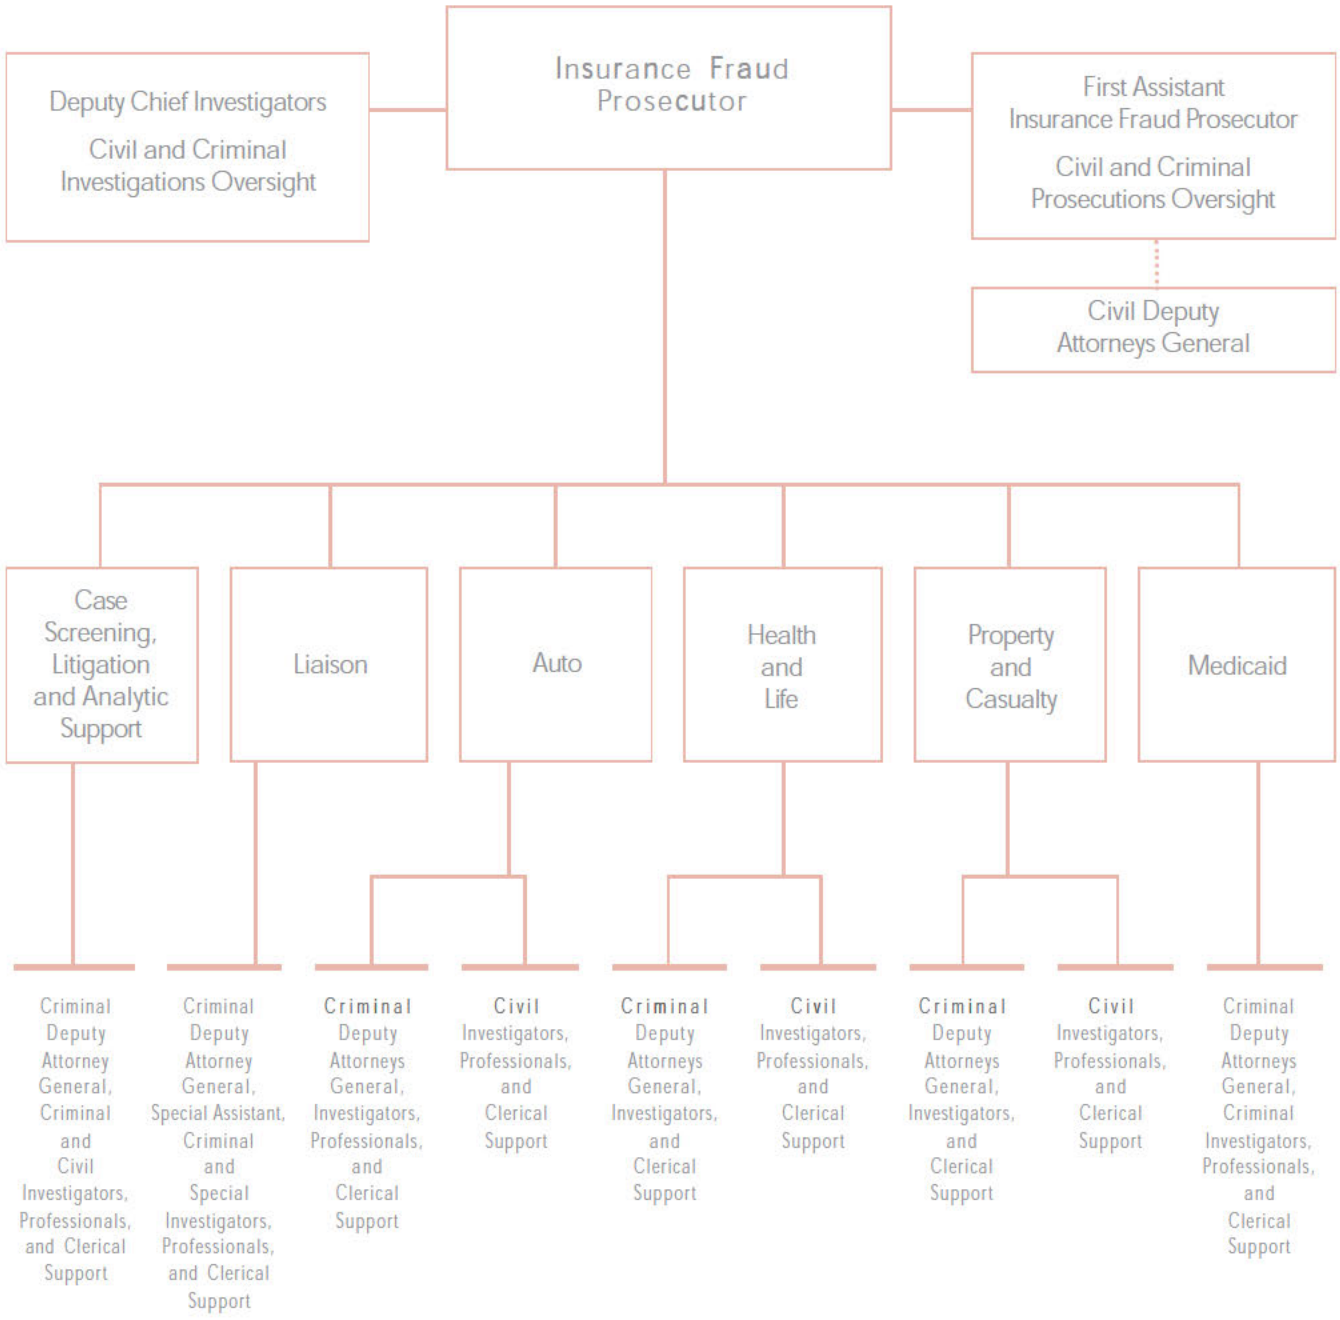 Insurance Fraud
Prosecutor
Deputy Chief Investigators
Civil and Criminal
Investigations Oversight
First Assistant
Insurance Fraud Prosecutor
Civil and Criminal
Prosecutions Oversight
Civil Deputy
Attorneys General
Case
Screening,
Litigation
and Analytic
Support
Liaison
Auto
Health
and
Life
Property
and
Casualty
Medicaid
Criminal
Deputy
Attorney
General,
Criminal
and
Civil
Investigators,
Professionals,
and Clerical
Support
Criminal
Deputy
Attorney
General,
Special Assistant,
Criminal
and
Special
Investigators,
Professionals,
and Clerical
Support
Criminal
Deputy
Attorneys
General,
Investigators,
Professionals,
and
Clerical
Support
Civil
Investigators,
Professionals,
and
Clerical
Support
Criminal
Deputy
Attorneys
General,
Investigators,
and
Clerical
Support
Civil
Investigators,
Professionals,
and
Clerical
Support
Criminal
Deputy
Attorneys
General,
Investigators,
and
Clerical
Support
Civil
Investigators,
Professionals,
and
Clerical
Support
Criminal
Deputy
Attorneys
General,
Criminal
Investigators,
Professionals,
and
Clerical
Support